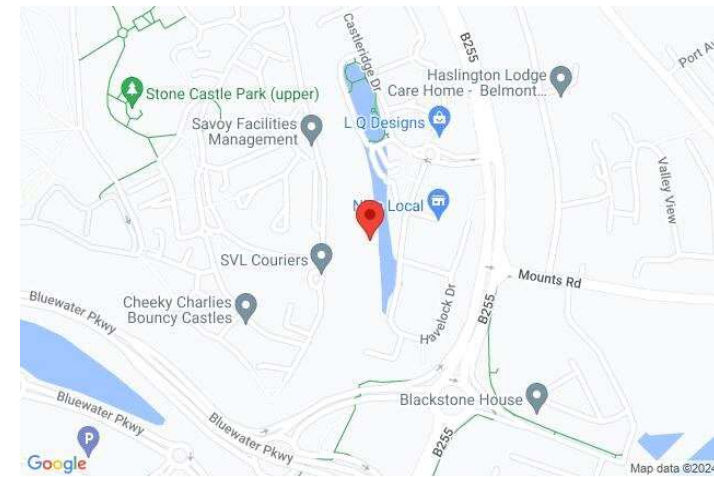 Castleridge Dr
B255
Port Av
Haslington Lodge
Care Home - Belmont...
Stone Castle Park (upper)
L Q Designs
Savoy Facilities
Management
Valley View
Local
SVL Couriers
Mounts Rd
Bluewater Pkwy
Cheeky Charlies
Bouncy Castles
Havelock Dr
B255
Bluewater Pkwy
Blackstone House
Bluewater Pkwy
B255
P
Google
Map data ©2024